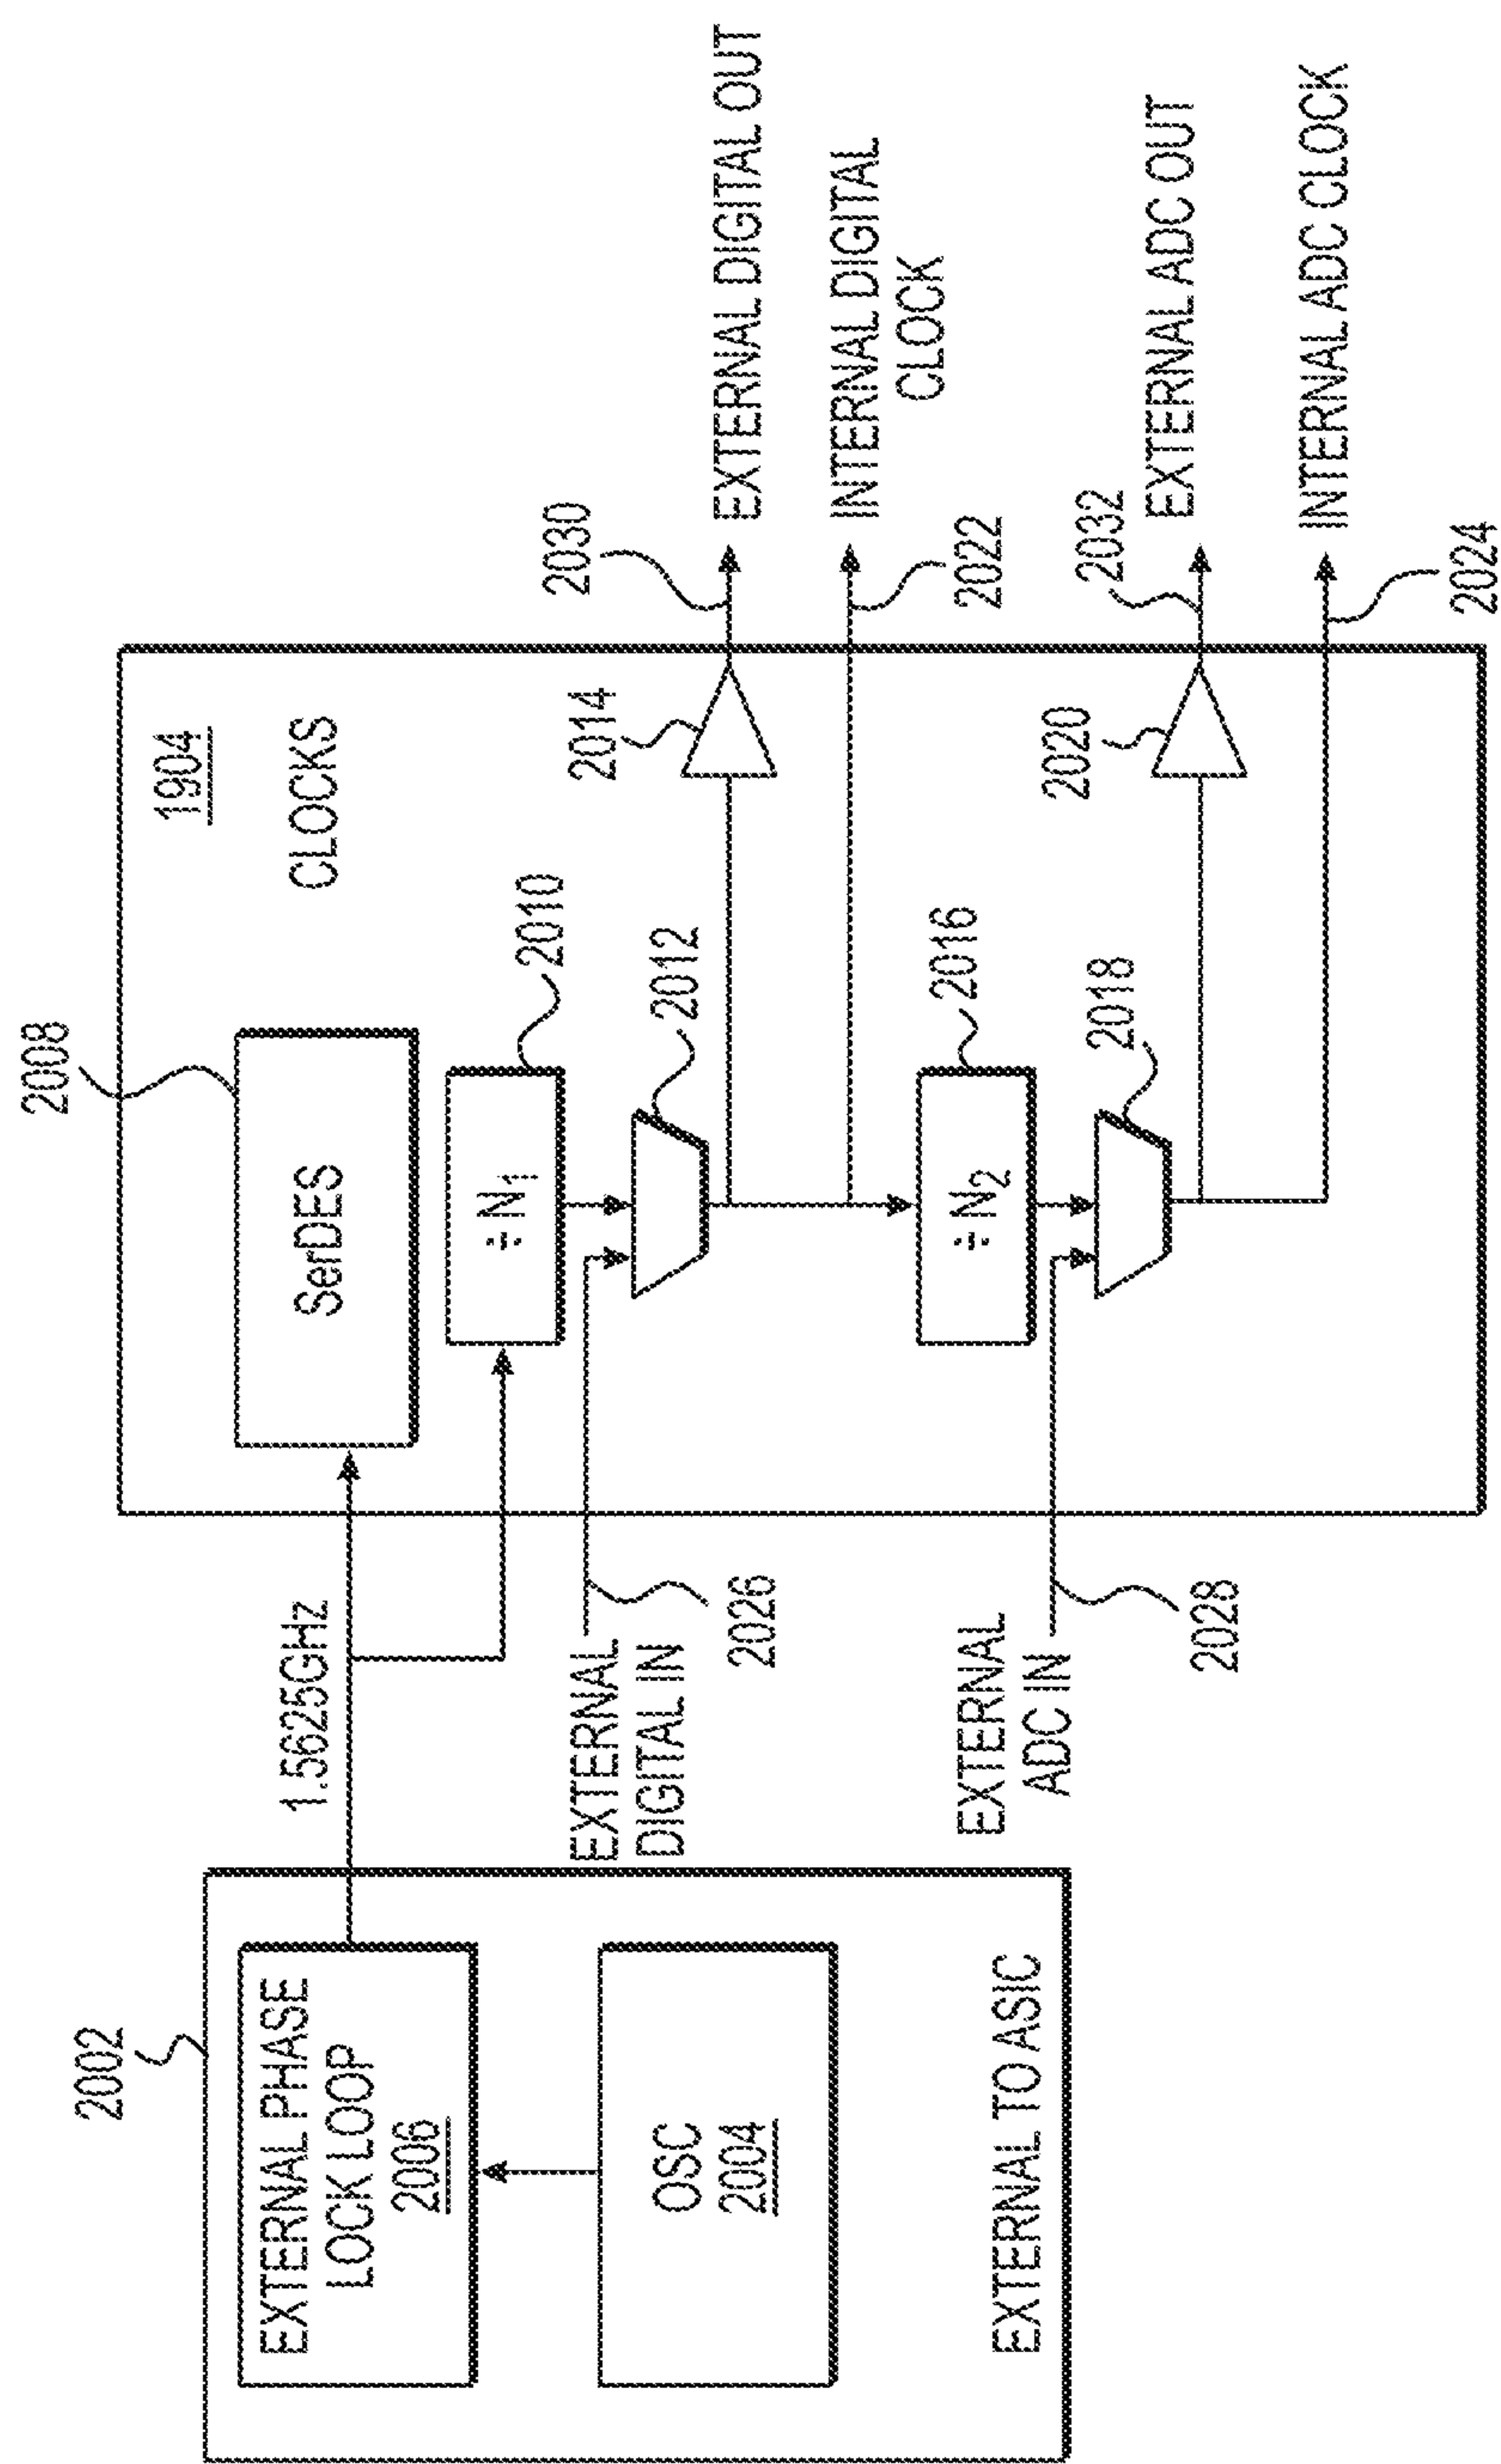 2002
EXTERNAL PHASE
LOCK LOOP
2006
OSC
2004
EXTERNAL TO ASIC
1.5625GHz
EXTERNAL
DIGITAL IN
2026
EXTERNAL
ADC IN
2028
2008
1904
CLOCKS
SerDES
÷ N1
2010
2012
2014
÷ N2
2016
2018
2020
2030
EXTERNAL DIGITAL OUT
INTERNAL DIGITAL
CLOCK
2022
2032
EXTERNAL ADC OUT
INTERNAL ADC CLOCK
2024